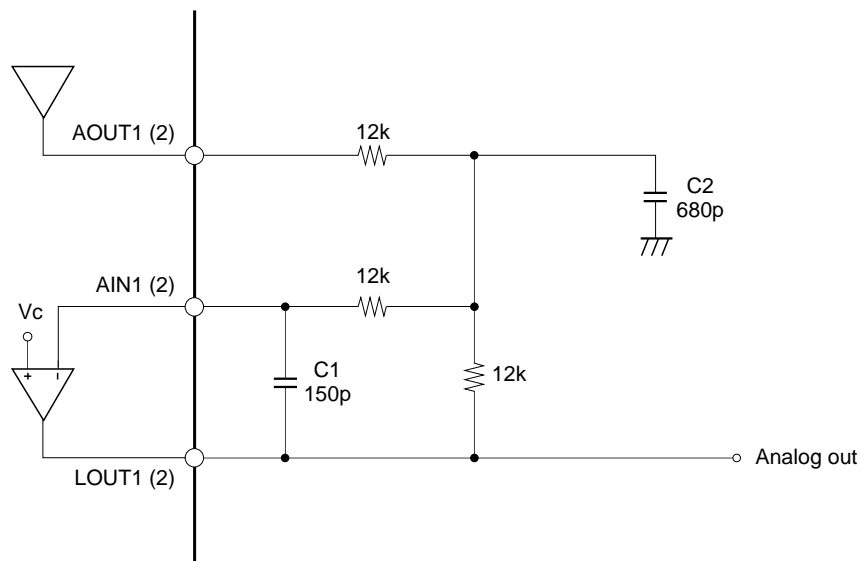 AOUT1 (2)
12k
C2
680p
AIN1 (2)
12k
Vc
+ −
C1
150p
12k
LOUT1 (2)
Analog out